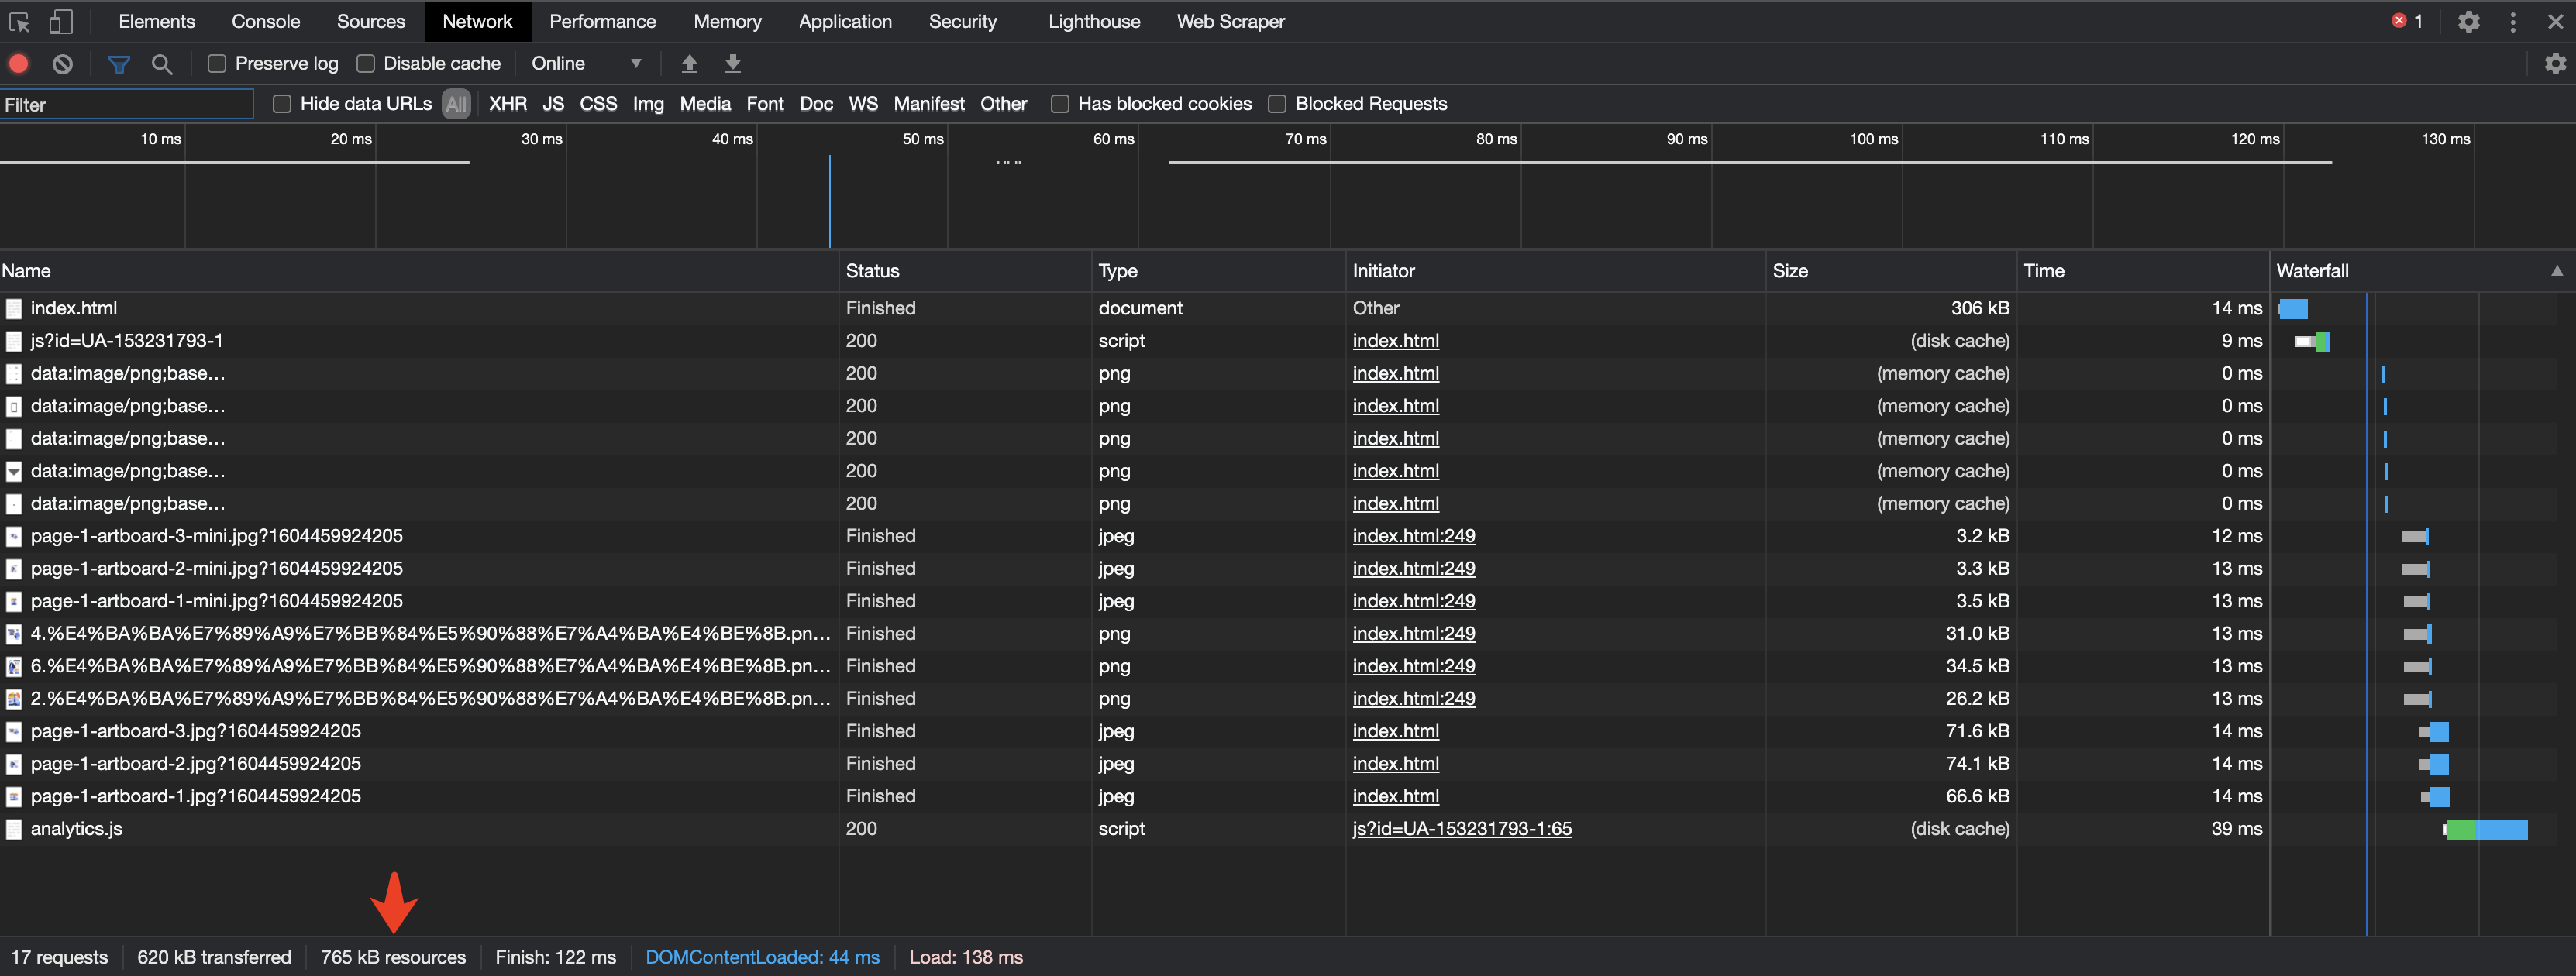 Elements Console Sources Network Performance Memory Application Security Lighthouse Web Scraper 1
Preserve log Disable cache Online
Filter Hide data URLs All XHR JS CSS Img Media Font Doc WS Manifest Other Has blocked cookies Blocked Requests
10 ms 20 ms 30 ms 40 ms 50 ms 60 ms 70 ms 80 ms 90 ms 100 ms 110 ms 120 ms 130 ms
Name Status Type Initiator Size Time Waterfall
index.html Finished document Other 306 kB 14 ms
js?id=UA-153231793-1 200 script index.html (disk cache) 9 ms
data:image/png;base… 200 png index.html (memory cache) 0 ms
data:image/png;base… 200 png index.html (memory cache) 0 ms
data:image/png;base… 200 png index.html (memory cache) 0 ms
data:image/png;base… 200 png index.html (memory cache) 0 ms
data:image/png;base… 200 png index.html (memory cache) 0 ms
page-1-artboard-3-mini.jpg?1604459924205 Finished jpeg index.html:249 3.2 kB 12 ms
page-1-artboard-2-mini.jpg?1604459924205 Finished jpeg index.html:249 3.3 kB 13 ms
page-1-artboard-1-mini.jpg?1604459924205 Finished jpeg index.html:249 3.5 kB 13 ms
4.%E4%BA%BA%E7%89%A9%E7%BB%84%E5%90%88%E7%A4%BA%E4%BE%8B.pn… Finished png index.html:249 31.0 kB 13 ms
6.%E4%BA%BA%E7%89%A9%E7%BB%84%E5%90%88%E7%A4%BA%E4%BE%8B.pn… Finished png index.html:249 34.5 kB 13 ms
2.%E4%BA%BA%E7%89%A9%E7%BB%84%E5%90%88%E7%A4%BA%E4%BE%8B.pn… Finished png index.html:249 26.2 kB 13 ms
page-1-artboard-3.jpg?1604459924205 Finished jpeg index.html 71.6 kB 14 ms
page-1-artboard-2.jpg?1604459924205 Finished jpeg index.html 74.1 kB 14 ms
page-1-artboard-1.jpg?1604459924205 Finished jpeg index.html 66.6 kB 14 ms
analytics.js 200 script js?id=UA-153231793-1:65 (disk cache) 39 ms
17 requests 620 kB transferred 765 kB resources Finish: 122 ms DOMContentLoaded: 44 ms Load: 138 ms